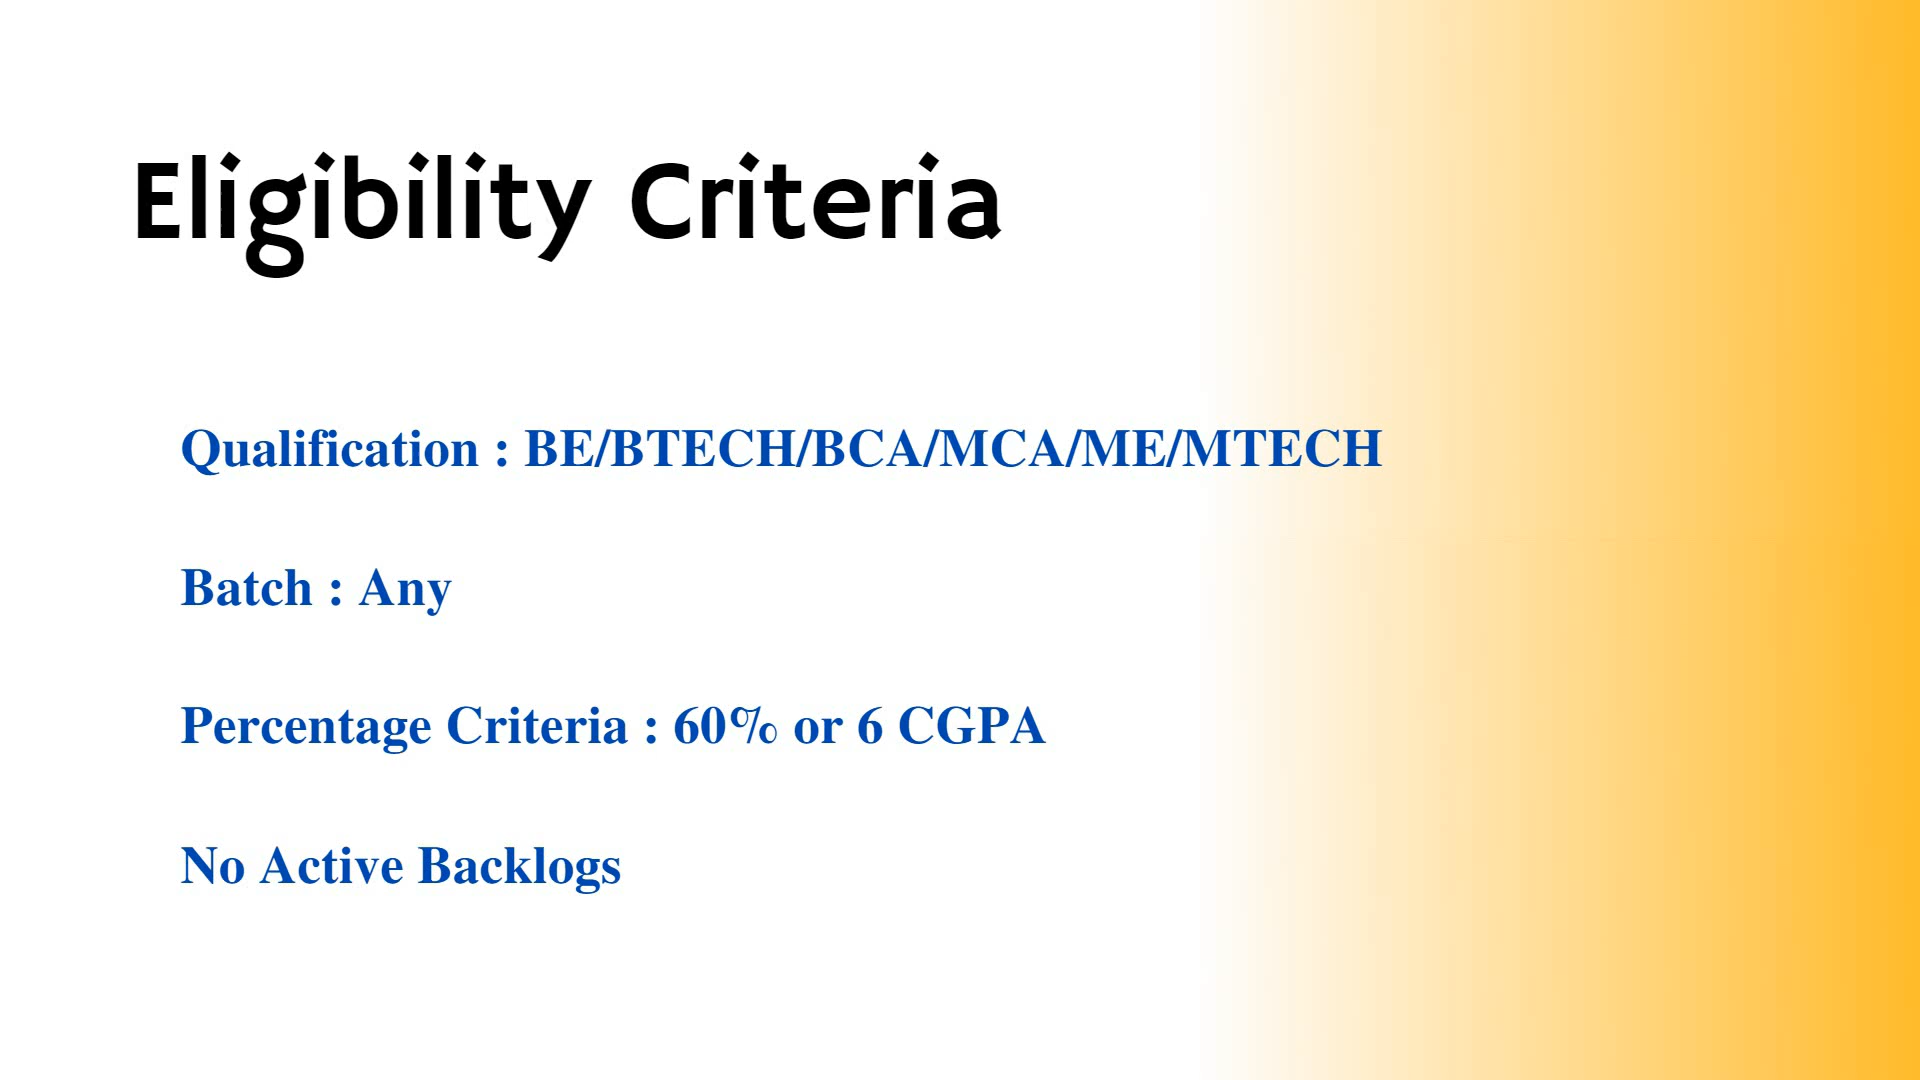 Eligibility Criteria
Qualification : BE/BTECH/BCA/MCA/ME/MTECH
Batch : Any
Percentage Criteria : 60% or 6 CGPA
No Active Backlogs